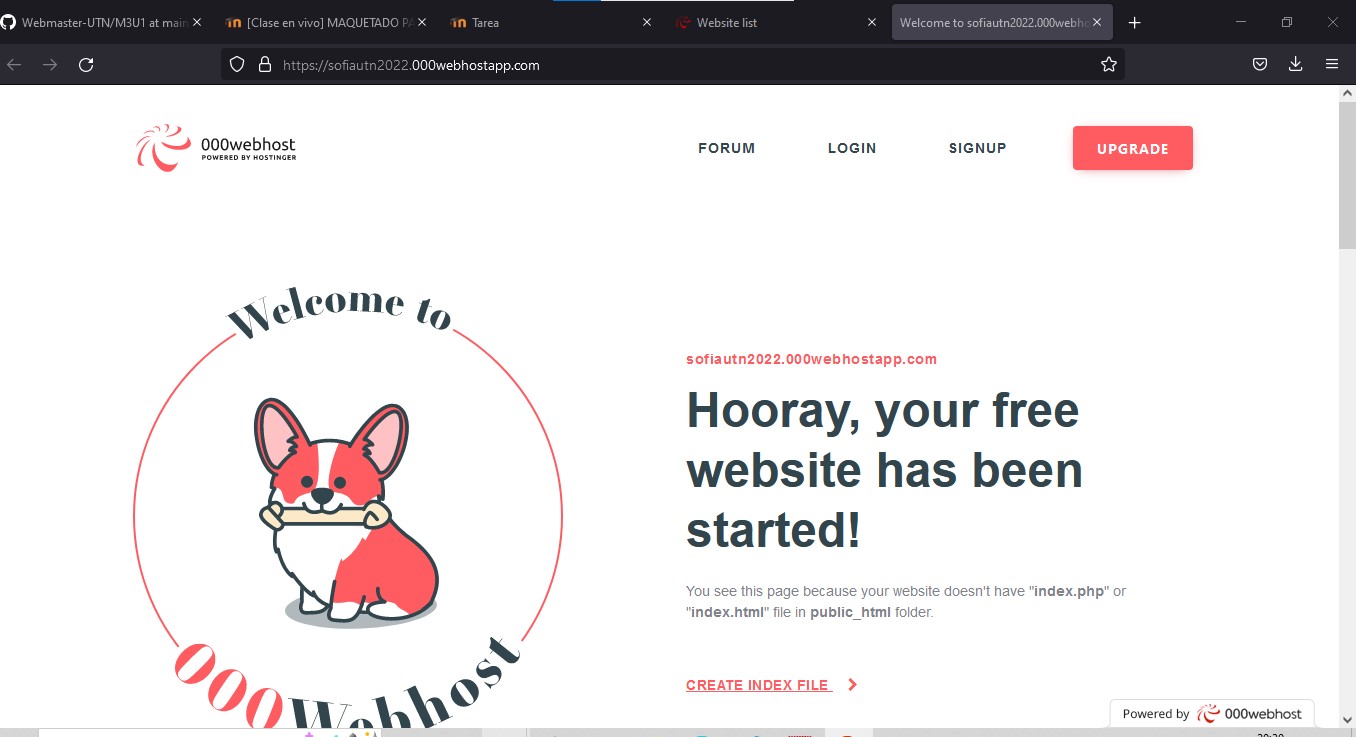 Webmaster-UTN/M3U1 at main
[Clase en vivo] MAQUETADO PA
Tarea
Website list
Welcome to sofiautn2022.000webho
https://sofiautn2022.000webhostapp.com
000webhost
POWERED BY HOSTINGER
FORUM
LOGIN
SIGNUP
UPGRADE
Welcome to
000Webhost
sofiautn2022.000webhostapp.com
Hooray, your free
website has been
started!
You see this page because your website doesn't have "index.php" or
"index.html" file in public_html folder.
CREATE INDEX FILE
Powered by 000webhost